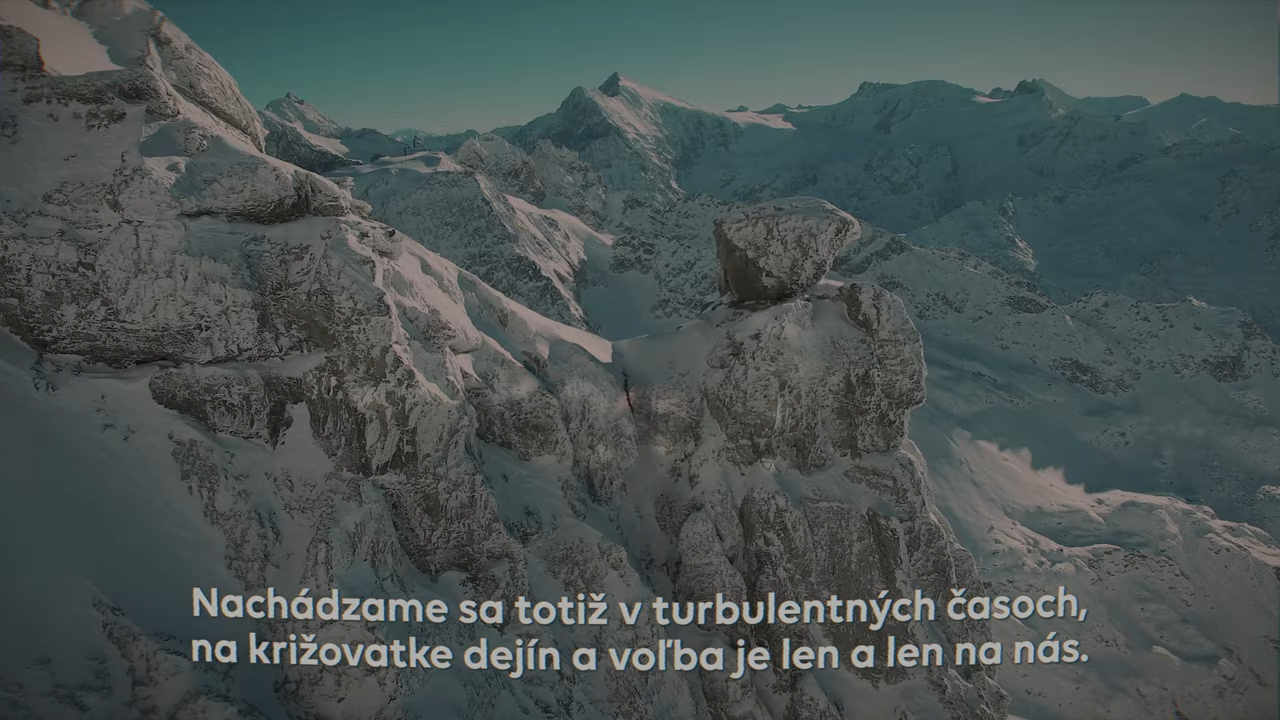 Nachádzame sa totiž v turbulentných časoch,
na križovatke dejín a voľba je len a len na nás.